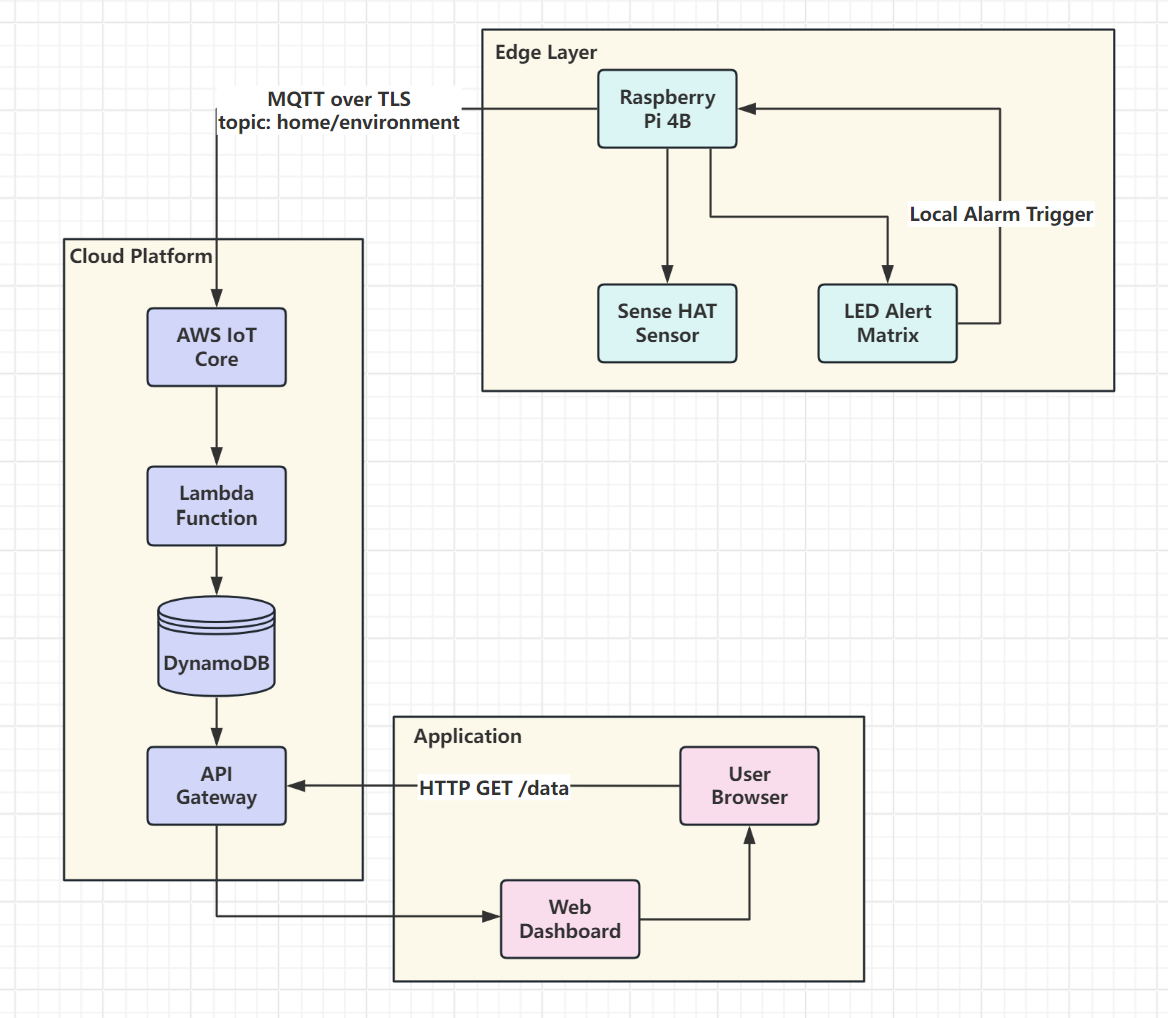 Edge Layer
Raspberry
Pi 4B
MQTT over TLS
topic: home/environment
Local Alarm Trigger
Cloud Platform
Sense HAT
Sensor
LED Alert
Matrix
AWS IoT
Core
Lambda
Function
DynamoDB
Application
API
Gateway
HTTP GET /data
User
Browser
Web
Dashboard